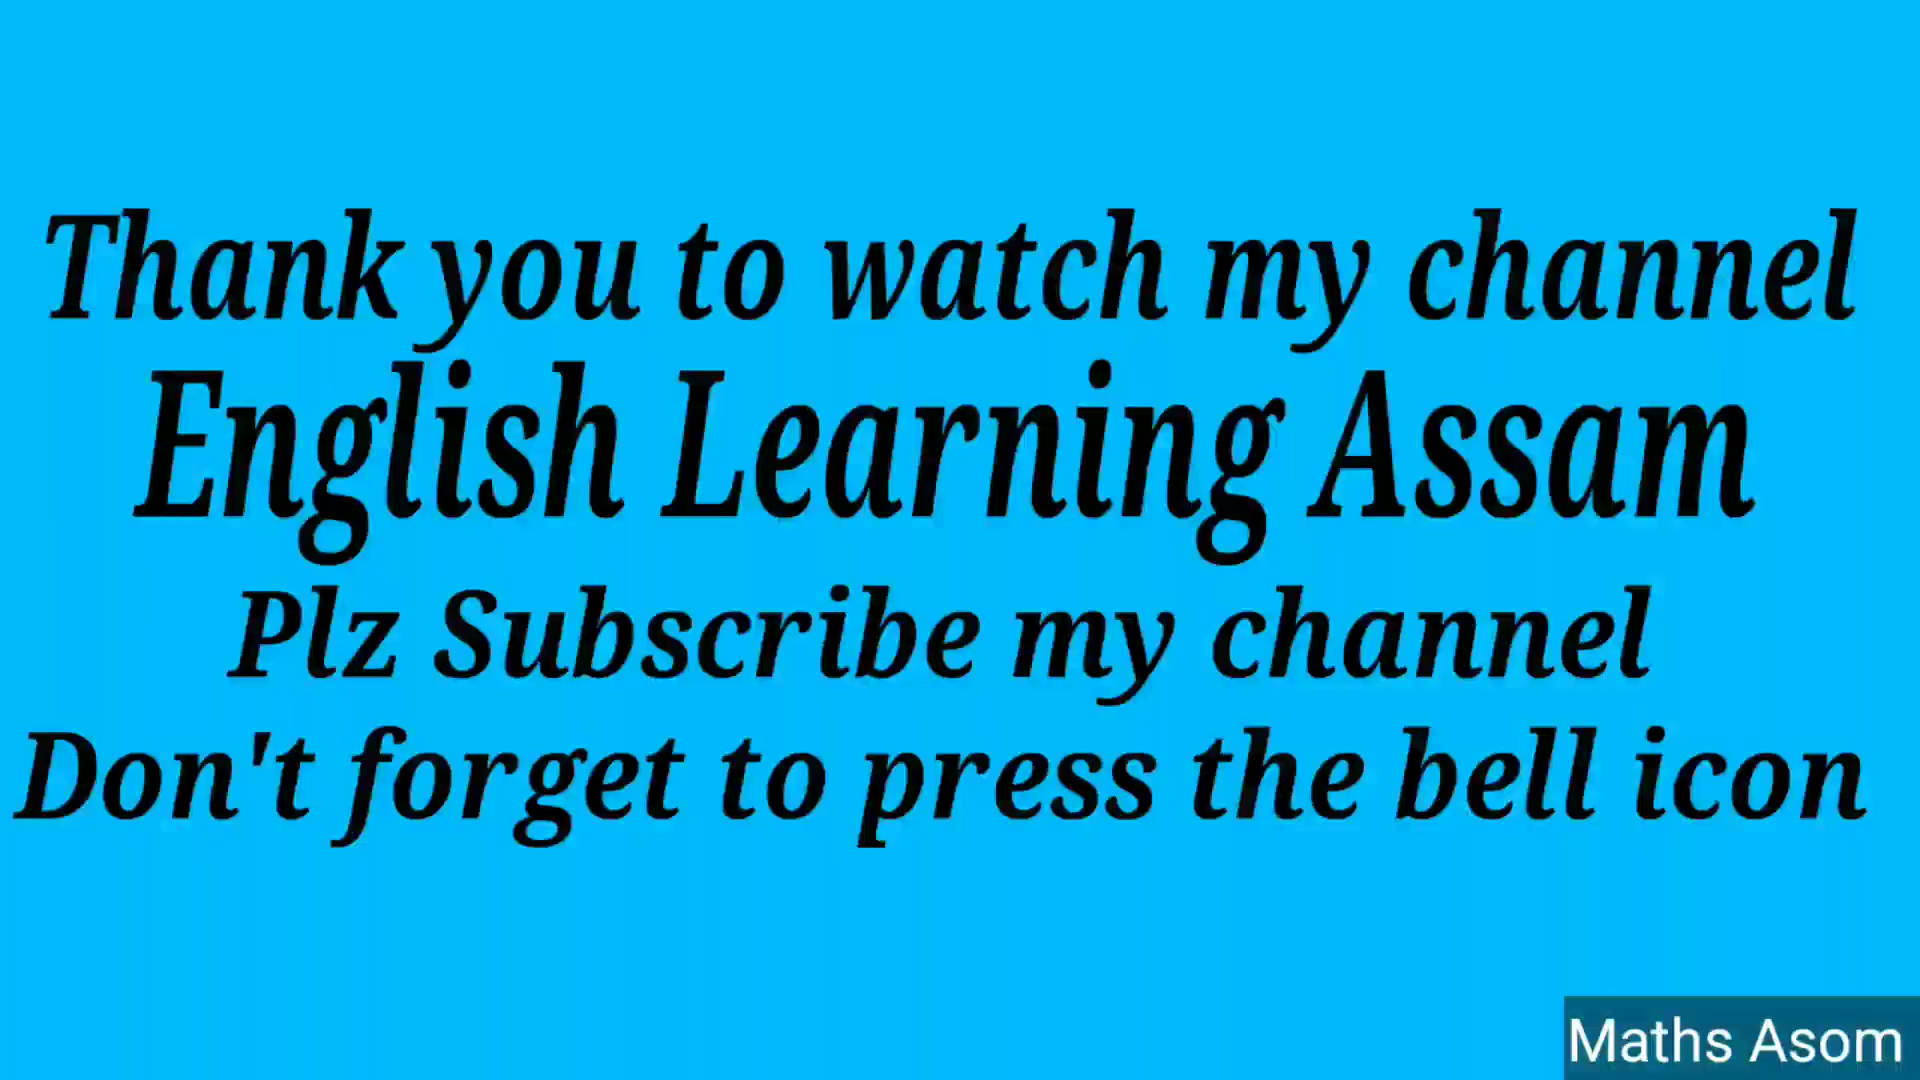 Thank you to watch my channel
English Learning Assam
Plz Subscribe my channel
Don't forget to press the bell icon
Maths Asom